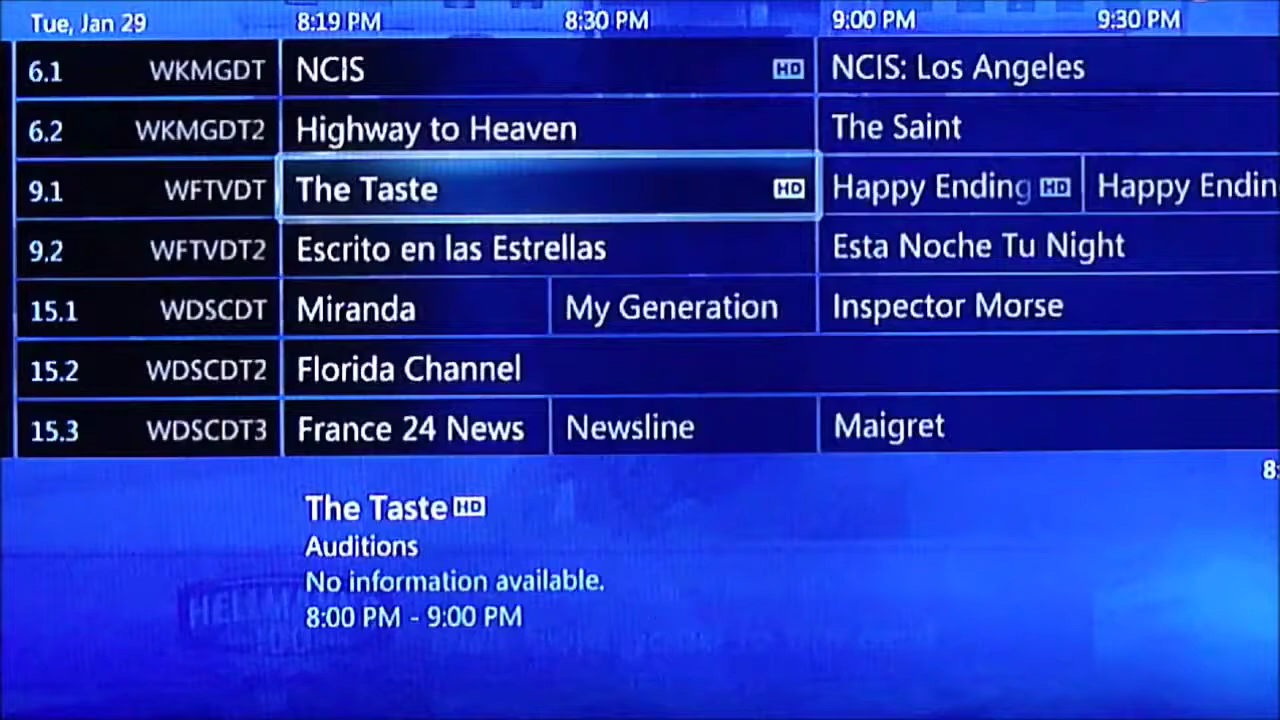 Tue, Jan 29 8:19 PM 8:30 PM 9:00 PM 9:30 PM
6.1 WKMGDT NCIS HD NCIS: Los Angeles
6.2 WKMGDT2 Highway to Heaven The Saint
9.1 WFTVDT The Taste HD Happy Ending HD Happy Endin
9.2 WFTVDT2 Escrito en las Estrellas Esta Noche Tu Night
15.1 WDSCDT Miranda My Generation Inspector Morse
15.2 WDSCDT2 Florida Channel
15.3 WDSCDT3 France 24 News Newsline Maigret
8:
The Taste HD
Auditions
No information available.
8:00 PM - 9:00 PM